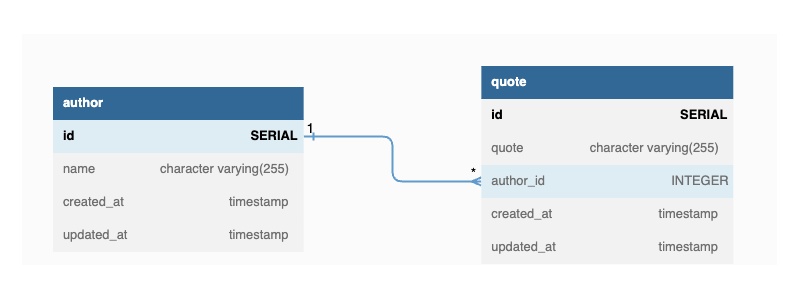 author
id SERIAL
name character varying(255)
created_at timestamp
updated_at timestamp
1
*
quote
id SERIAL
quote character varying(255)
author_id INTEGER
created_at timestamp
updated_at timestamp